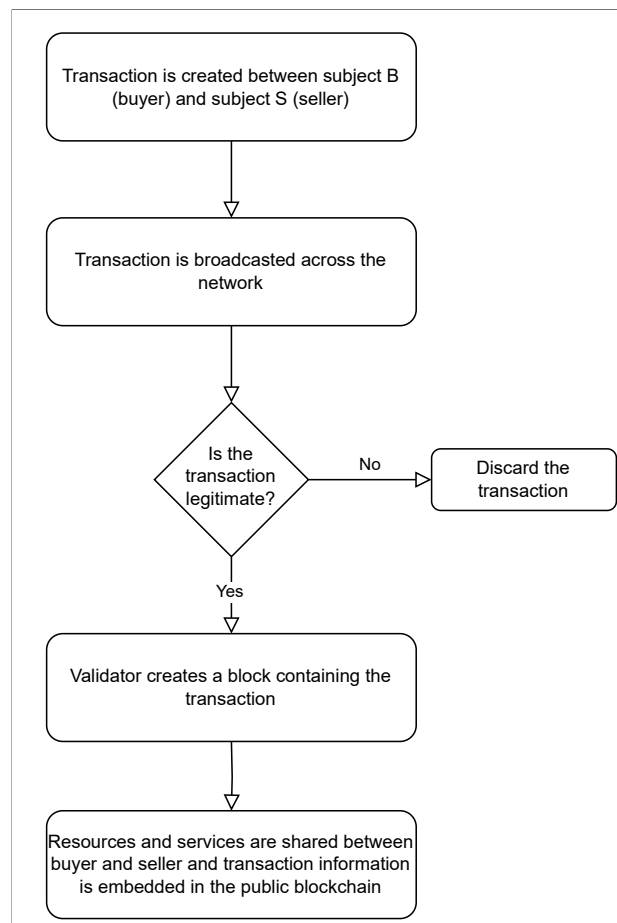 Transaction is created between subject B
(buyer) and subject S (seller)
Transaction is broadcasted across the
network
Is the
transaction
legitimate?
No
Discard the
transaction
Yes
Validator creates a block containing the
transaction
Resources and services are shared between
buyer and seller and transaction information
is embedded in the public blockchain